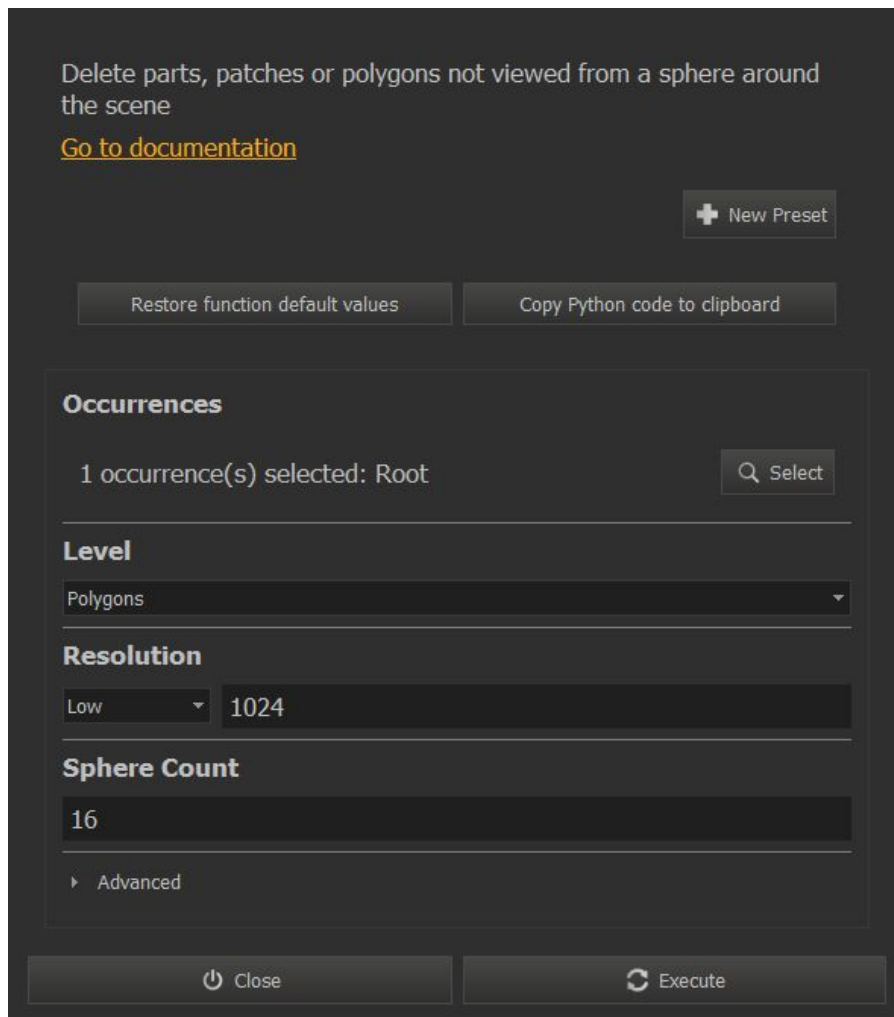 Delete parts, patches or polygons not viewed from a sphere around
the scene
Go to documentation
New Preset
Restore function default values
Copy Python code to clipboard
Occurrences
1 occurrence(s) selected: Root
Select
Level
Polygons
Resolution
Low
1024
Sphere Count
16
Advanced
Close
Execute